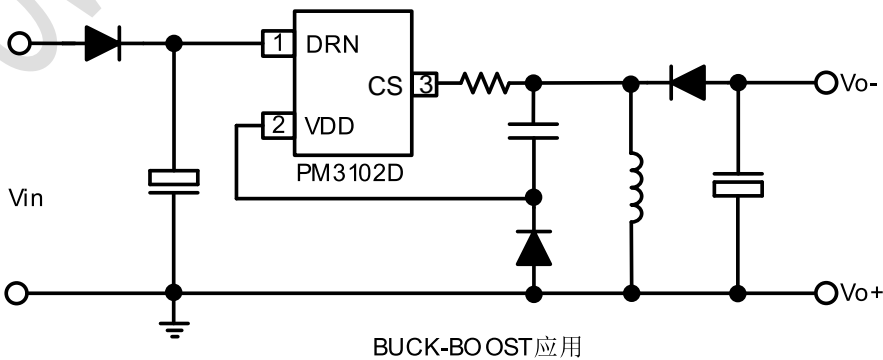 1 DRN
CS 3
Vo-
2 VDD
PM3102D
Vin
Vo+
BUCK-BOOST应用